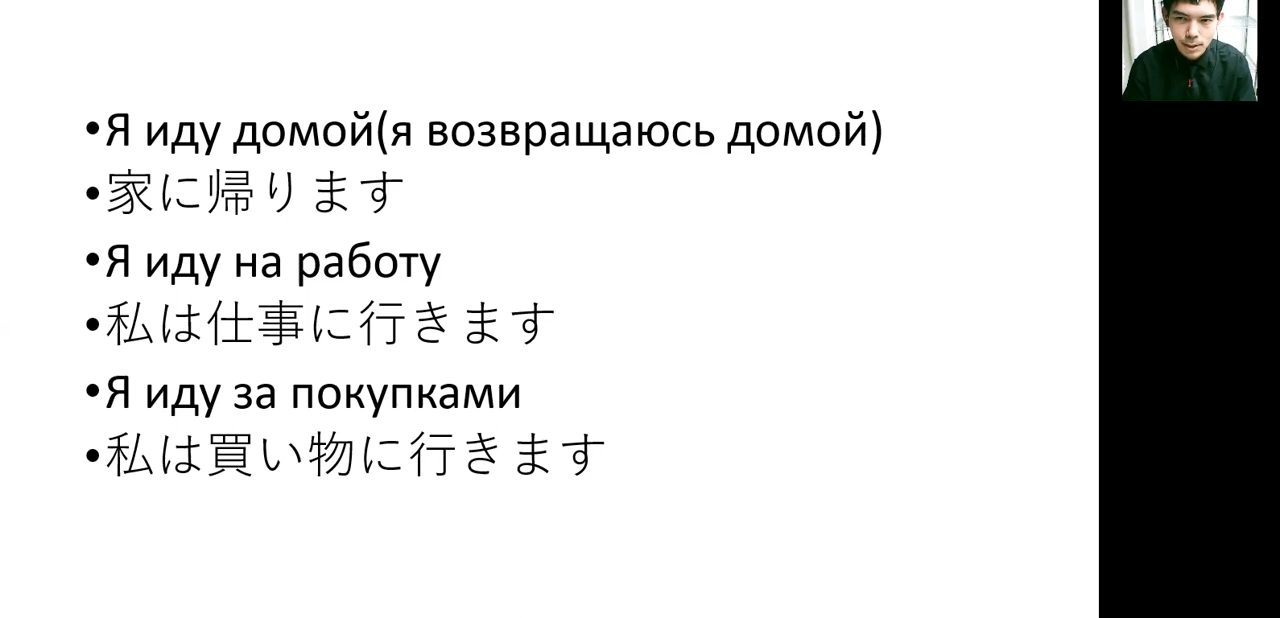 •Я иду домой(я возвращаюсь домой)
•家に帰ります
•Я иду на работу
•私は仕事に行きます
•Я иду за покупками
•私は買い物に行きます